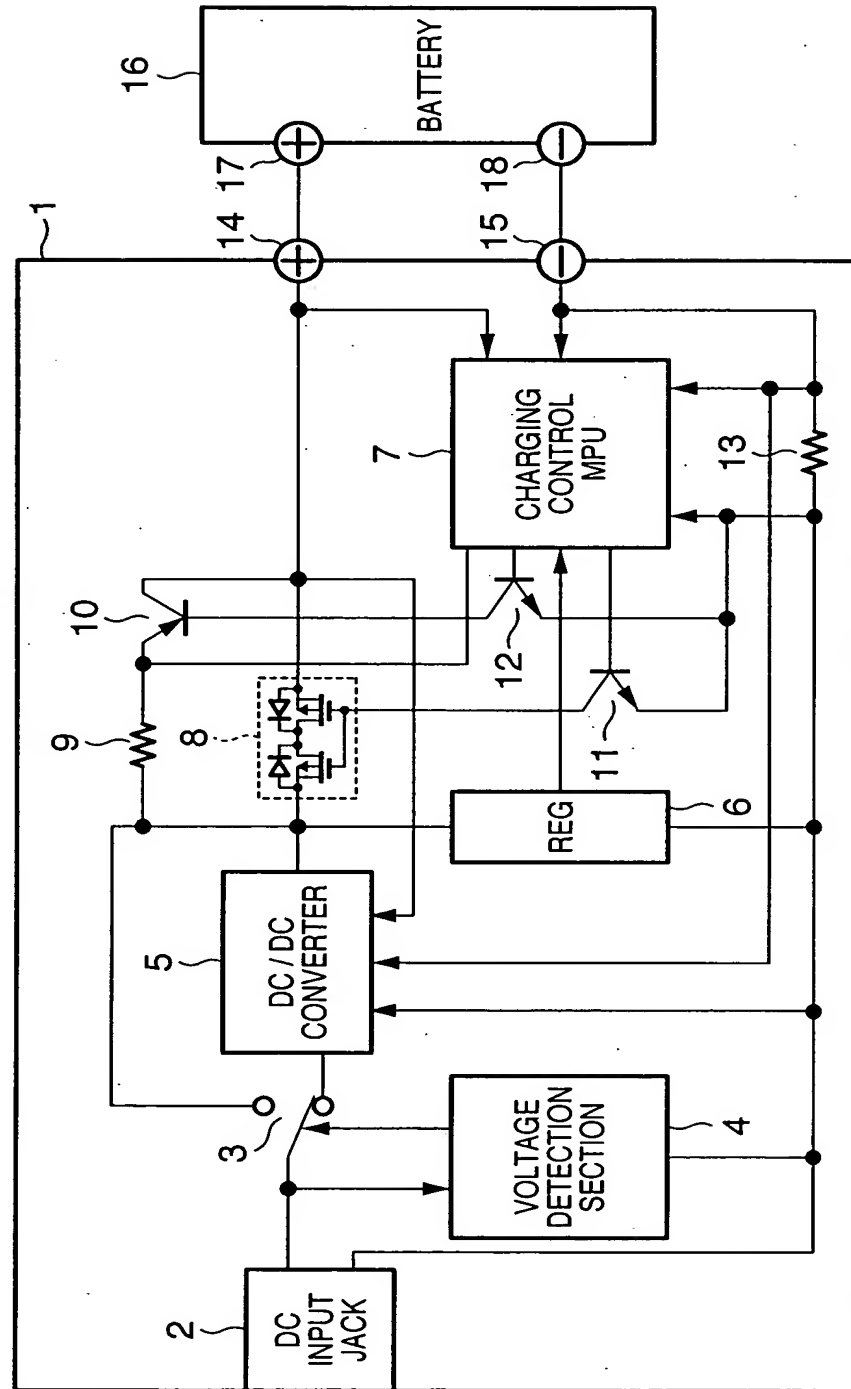 1
2
DC
INPUT
JACK
3
4
VOLTAGE
DETECTION
SECTION
5
DC/DC
CONVERTER
6
REG
7
CHARGING
CONTROL
MPU
8
9
10
11
12
13
14
+
15
−
16
BATTERY
17
+
18
−